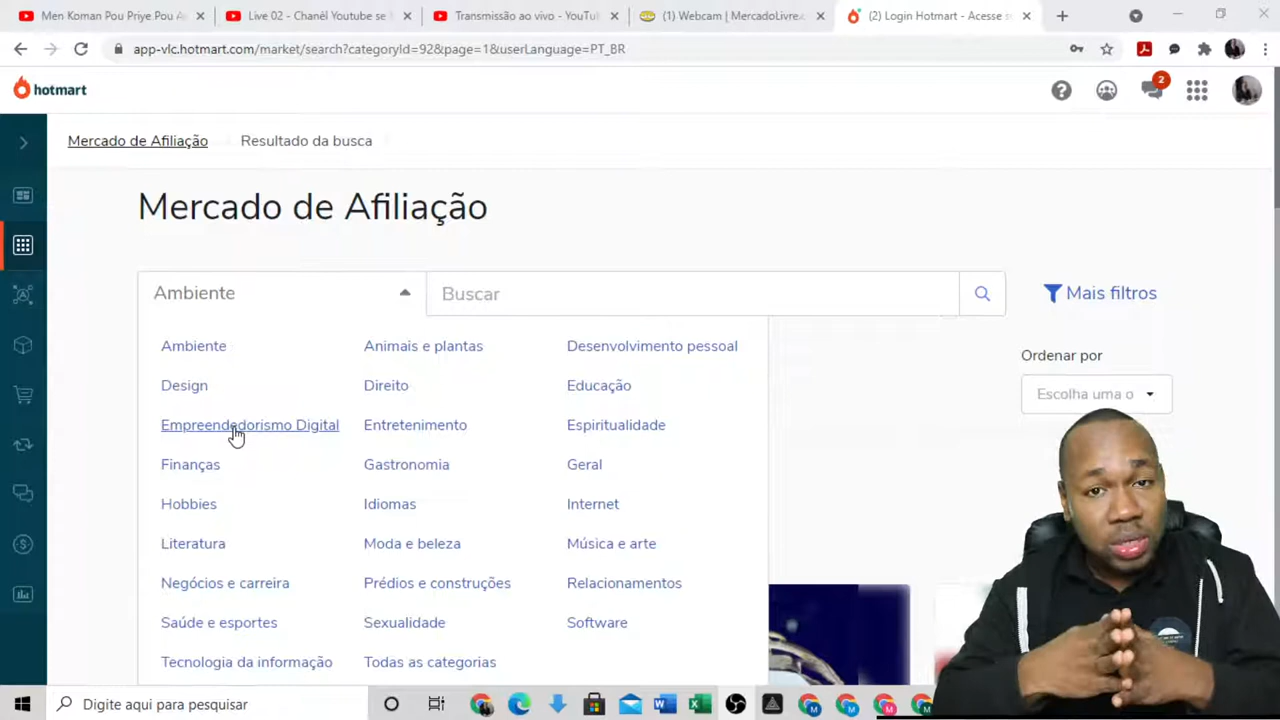 Men Koman Pou Priye Pou A
Live 02 - Chanèl Youtube se
Transmissão ao vivo - YouTu
(1) Webcam | MercadoLivre.c
(2) Login Hotmart - Acesse s
app-vlc.hotmart.com/market/search?categoryId=92&page=1&userLanguage=PT_BR
hotmart
2
Mercado de Afiliação
Resultado da busca
Mercado de Afiliação
Ambiente
Buscar
Mais filtros
Ambiente
Animais e plantas
Desenvolvimento pessoal
Ordenar por
Design
Direito
Educação
Escolha uma o
Empreendedorismo Digital
Entretenimento
Espiritualidade
Finanças
Gastronomia
Geral
Hobbies
Idiomas
Internet
Literatura
Moda e beleza
Música e arte
Negócios e carreira
Prédios e construções
Relacionamentos
Saúde e esportes
Sexualidade
Software
Tecnologia da informação
Todas as categorias
Digite aqui para pesquisar